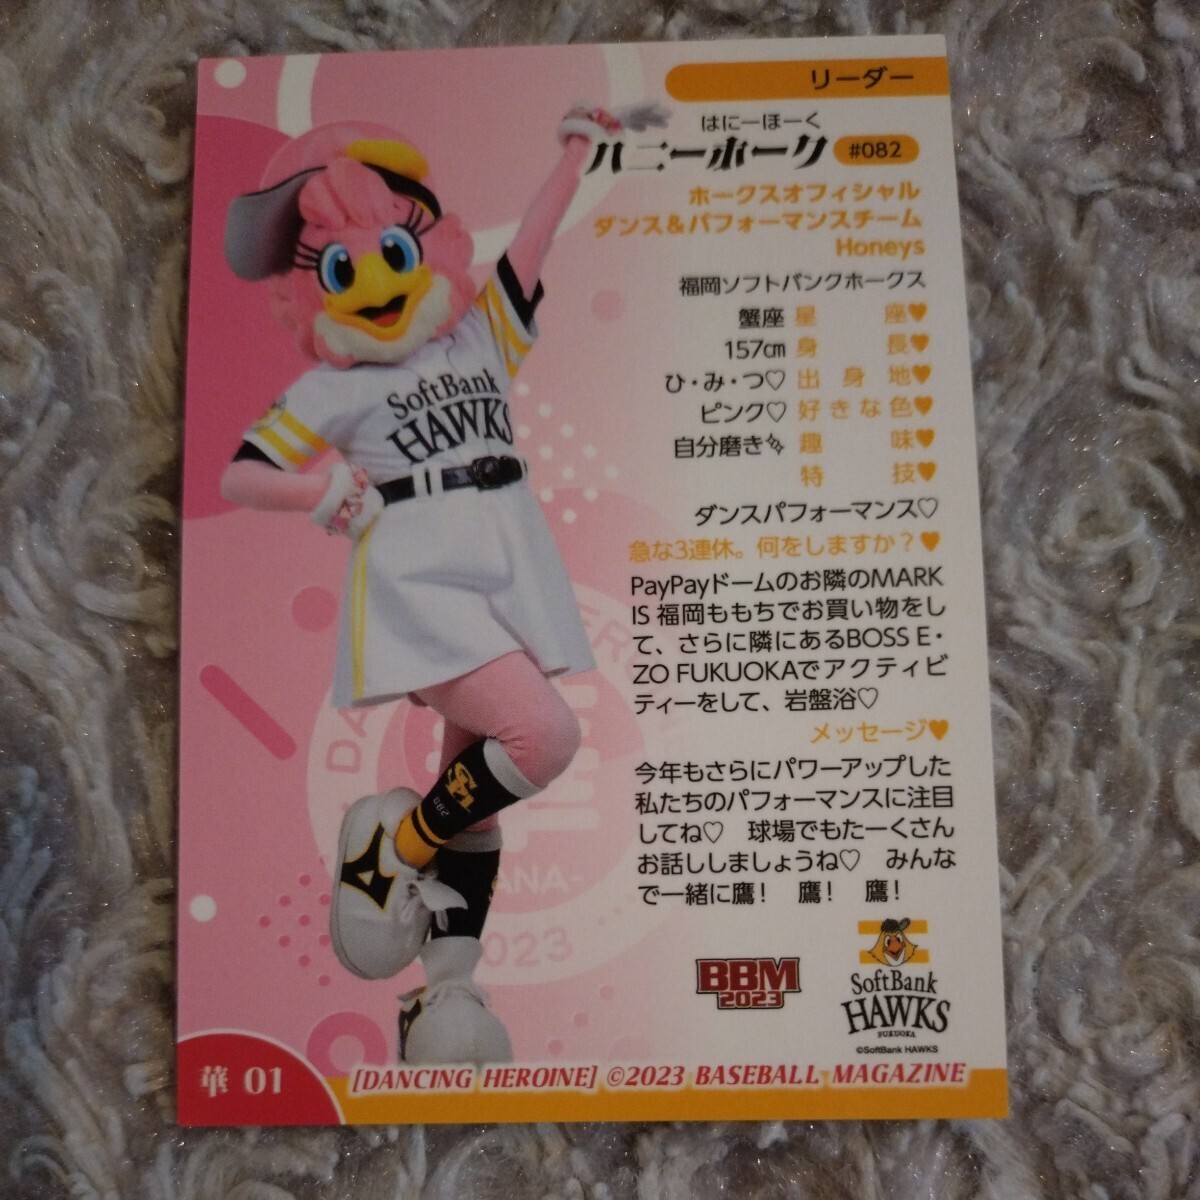 リーダー
はにーほーく
ハニーホーク #082
ホークスオフィシャル
ダンス&パフォーマンスチーム
Honeys
福岡ソフトバンクホークス
蟹座 星座♥
157㎝ 身長♥
ひ・み・つ♡ 出身地♥
ピンク♡ 好きな色♥
自分磨き✨ 趣味♥
特技♥
ダンスパフォーマンス♡
急な3連休。何をしますか?♥
PayPayドームのお隣のMARK
IS 福岡ももちでお買い物をし
て、さらに隣にあるBOSS E・
ZO FUKUOKAでアクティビ
ティーをして、岩盤浴♡
メッセージ♥
今年もさらにパワーアップした
私たちのパフォーマンスに注目
してね♡ 球場でもたーくさん
お話ししましょうね♡ みんな
で一緒に鷹! 鷹! 鷹!
SoftBank
HAWKS
082
BBM
2023
SoftBank
HAWKS
FUKUOKA
©SoftBank HAWKS
華 01
[DANCING HEROINE] ©2023 BASEBALL MAGAZINE